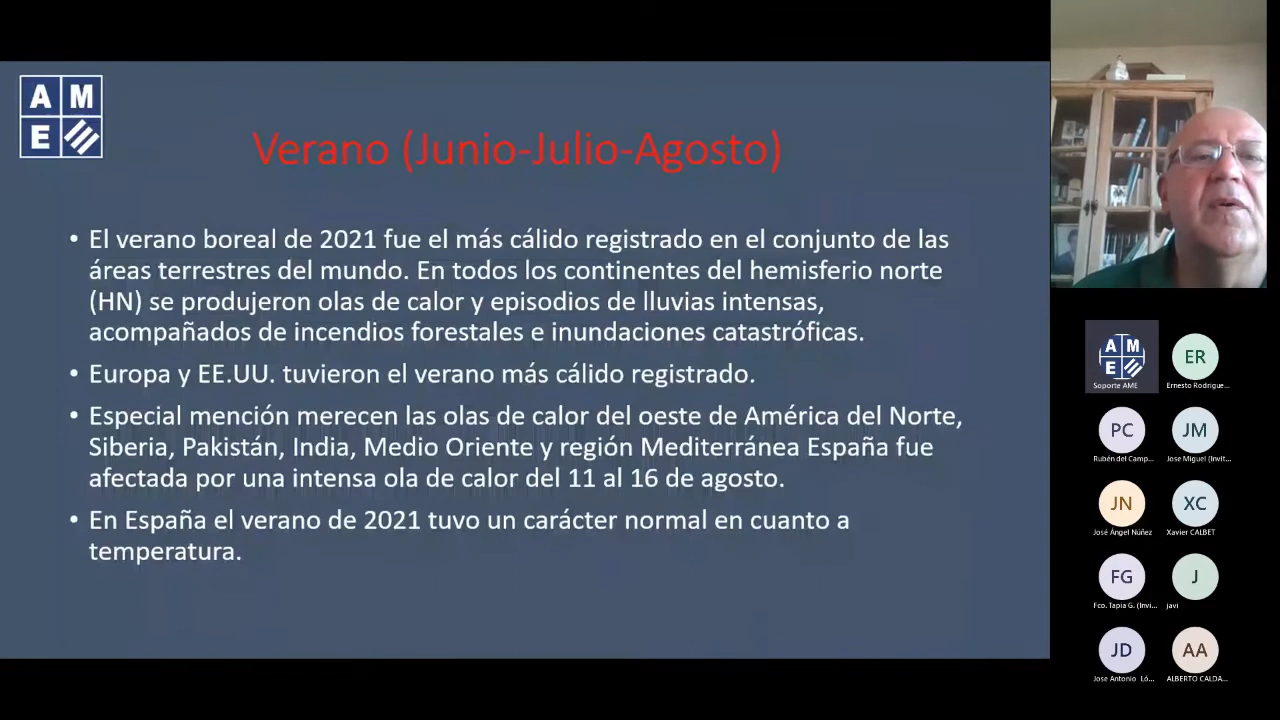 A M
E
Verano (Junio-Julio-Agosto)
• El verano boreal de 2021 fue el más cálido registrado en el conjunto de las
áreas terrestres del mundo. En todos los continentes del hemisferio norte
(HN) se produjeron olas de calor y episodios de lluvias intensas,
acompañados de incendios forestales e inundaciones catastróficas.
• Europa y EE.UU. tuvieron el verano más cálido registrado.
• Especial mención merecen las olas de calor del oeste de América del Norte,
Siberia, Pakistán, India, Medio Oriente y región Mediterránea España fue
afectada por una intensa ola de calor del 11 al 16 de agosto.
• En España el verano de 2021 tuvo un carácter normal en cuanto a
temperatura.
A M
E
Soporte AME
ER
Ernesto Rodrigue...
PC
Rubén del Camp...
JM
Jose Miguel (Invit...
JN
José Ángel Núñez
XC
Xavier CALBET
FG
Fco. Tapia G. (Invi...
J
javi
JD
Jose Antonio Ló...
AA
ALBERTO CALDA...